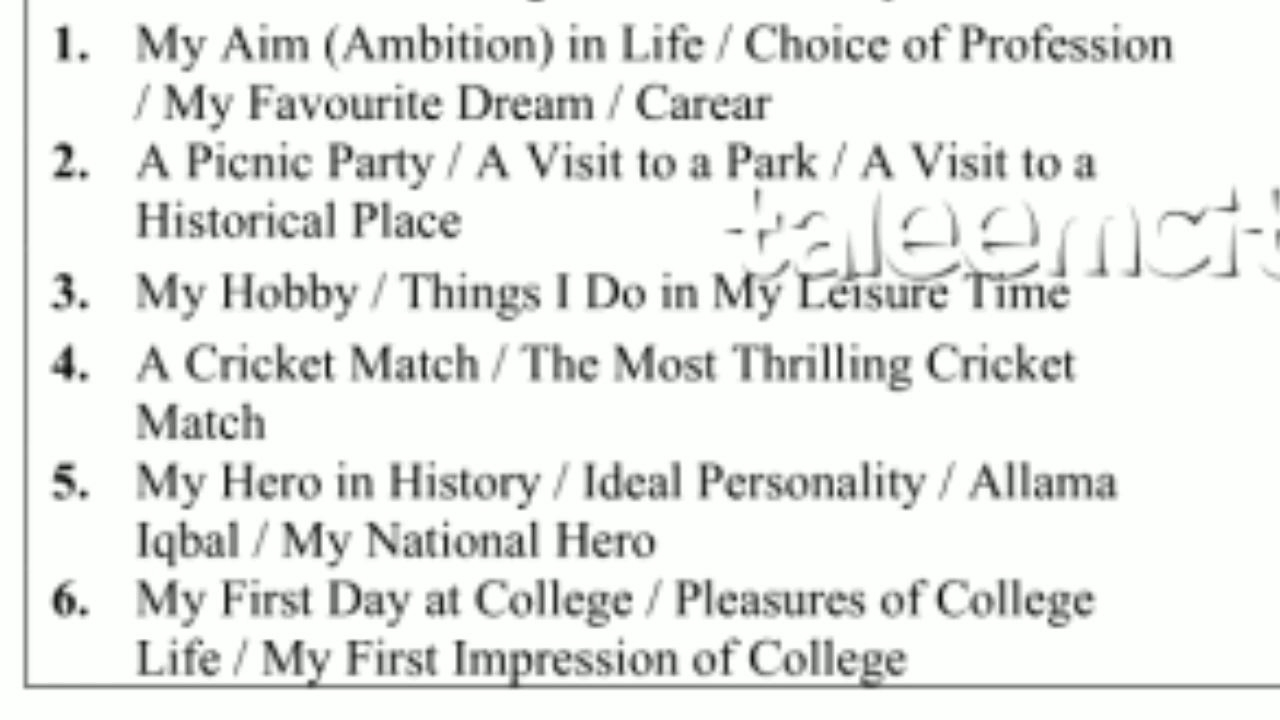 1. My Aim (Ambition) in Life / Choice of Profession
/ My Favourite Dream / Carear
2. A Picnic Party / A Visit to a Park / A Visit to a
Historical Place
3. My Hobby / Things I Do in My Leisure Time
4. A Cricket Match / The Most Thrilling Cricket
Match
5. My Hero in History / Ideal Personality / Allama
Iqbal / My National Hero
6. My First Day at College / Pleasures of College
Life / My First Impression of College